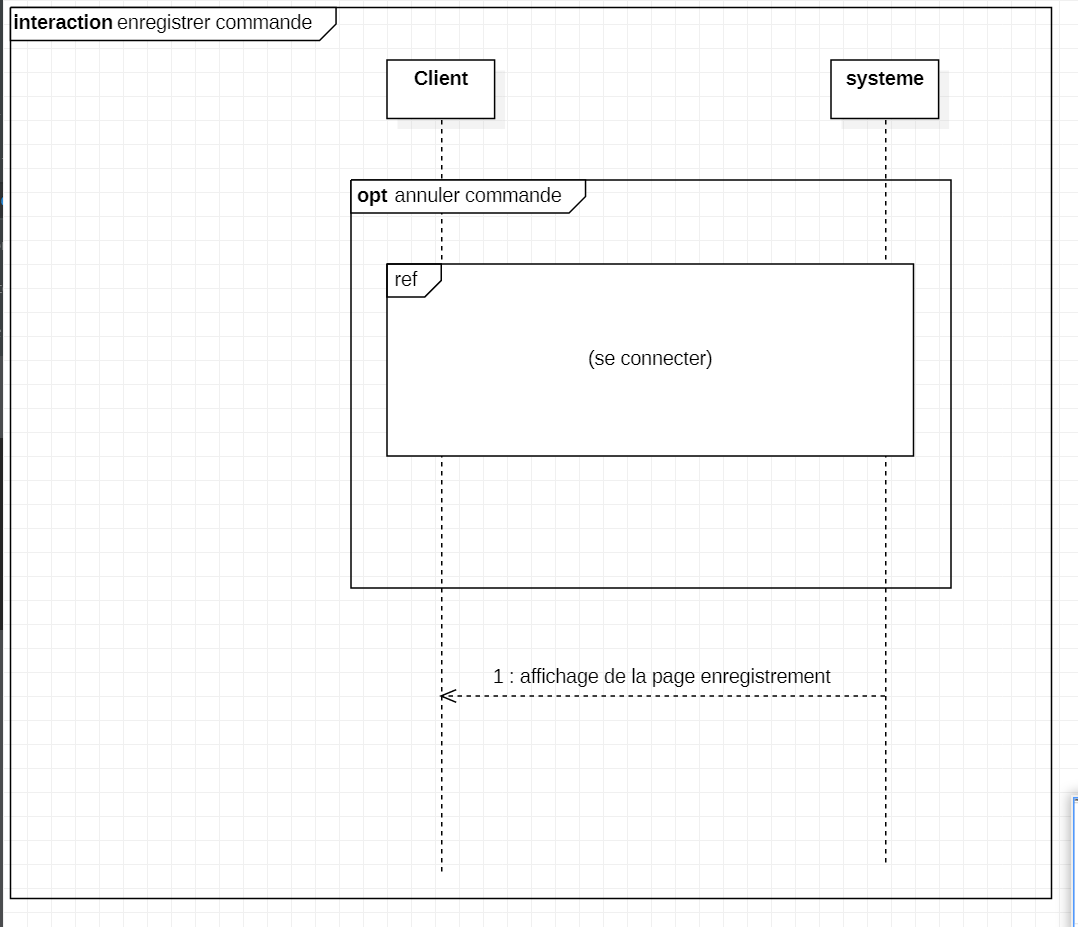 interaction enregistrer commande
Client
systeme
opt annuler commande
ref
(se connecter)
1 : affichage de la page enregistrement